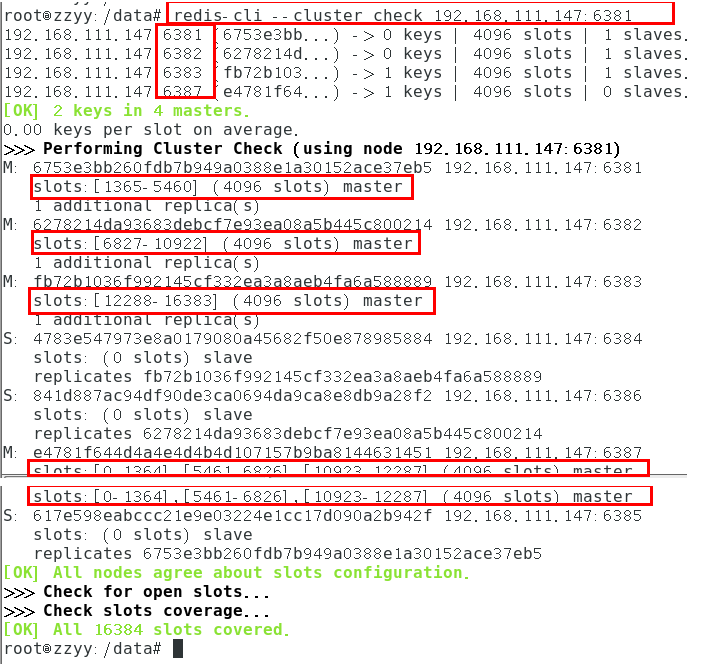 root@zzyy:/data# redis-cli --cluster check 192.168.111.147:6381
192.168.111.147:6381 (6753e3bb...) -> 0 keys | 4096 slots | 1 slaves.
192.168.111.147:6382 (6278214d...) -> 0 keys | 4096 slots | 1 slaves.
192.168.111.147:6383 (fb72b103...) -> 1 keys | 4096 slots | 1 slaves.
192.168.111.147:6387 (e4781f64...) -> 1 keys | 4096 slots | 0 slaves.
[OK] 2 keys in 4 masters.
0.00 keys per slot on average.
>>> Performing Cluster Check (using node 192.168.111.147:6381)
M: 6753e3bb260fdb7b949a0388e1a30152ace37eb5 192.168.111.147:6381
slots:[1365-5460] (4096 slots) master
1 additional replica(s)
M: 6278214da93683debcf7e93ea08a5b445c800214 192.168.111.147:6382
slots:[6827-10922] (4096 slots) master
1 additional replica(s)
M: fb72b1036f992145cf332ea3a8aeb4fa6a588889 192.168.111.147:6383
slots:[12288-16383] (4096 slots) master
1 additional replica(s)
S: 4783e547973e8a0179080a45682f50e878985884 192.168.111.147:6384
slots: (0 slots) slave
replicates fb72b1036f992145cf332ea3a8aeb4fa6a588889
S: 841d887ac94df90de3ca0694da9ca8e8db9a28f2 192.168.111.147:6386
slots: (0 slots) slave
replicates 6278214da93683debcf7e93ea08a5b445c800214
M: e4781f644d4a4e4d4b4d107157b9ba8144631451 192.168.111.147:6387
slots:[0-1364],[5461-6826],[10923-12287] (4096 slots) master
slots:[0-1364],[5461-6826],[10923-12287] (4096 slots) master
S: 617e598eabccc21e9e03224e1cc17d090a2b942f 192.168.111.147:6385
slots: (0 slots) slave
replicates 6753e3bb260fdb7b949a0388e1a30152ace37eb5
[OK] All nodes agree about slots configuration.
>>> Check for open slots...
>>> Check slots coverage...
[OK] All 16384 slots covered.
root@zzyy:/data#